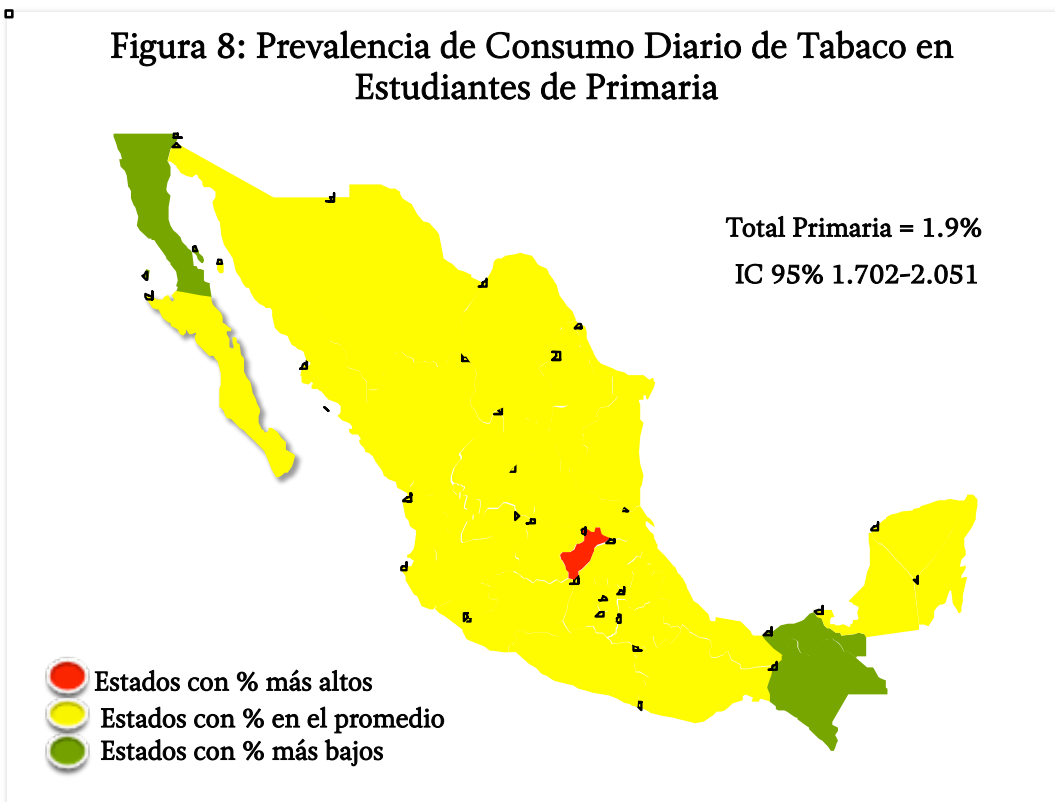 Figura 8: Prevalencia de Consumo Diario de Tabaco en
Estudiantes de Primaria
Total Primaria = 1.9%
IC 95% 1.702-2.051
Estados con % más altos
Estados con % en el promedio
Estados con % más bajos